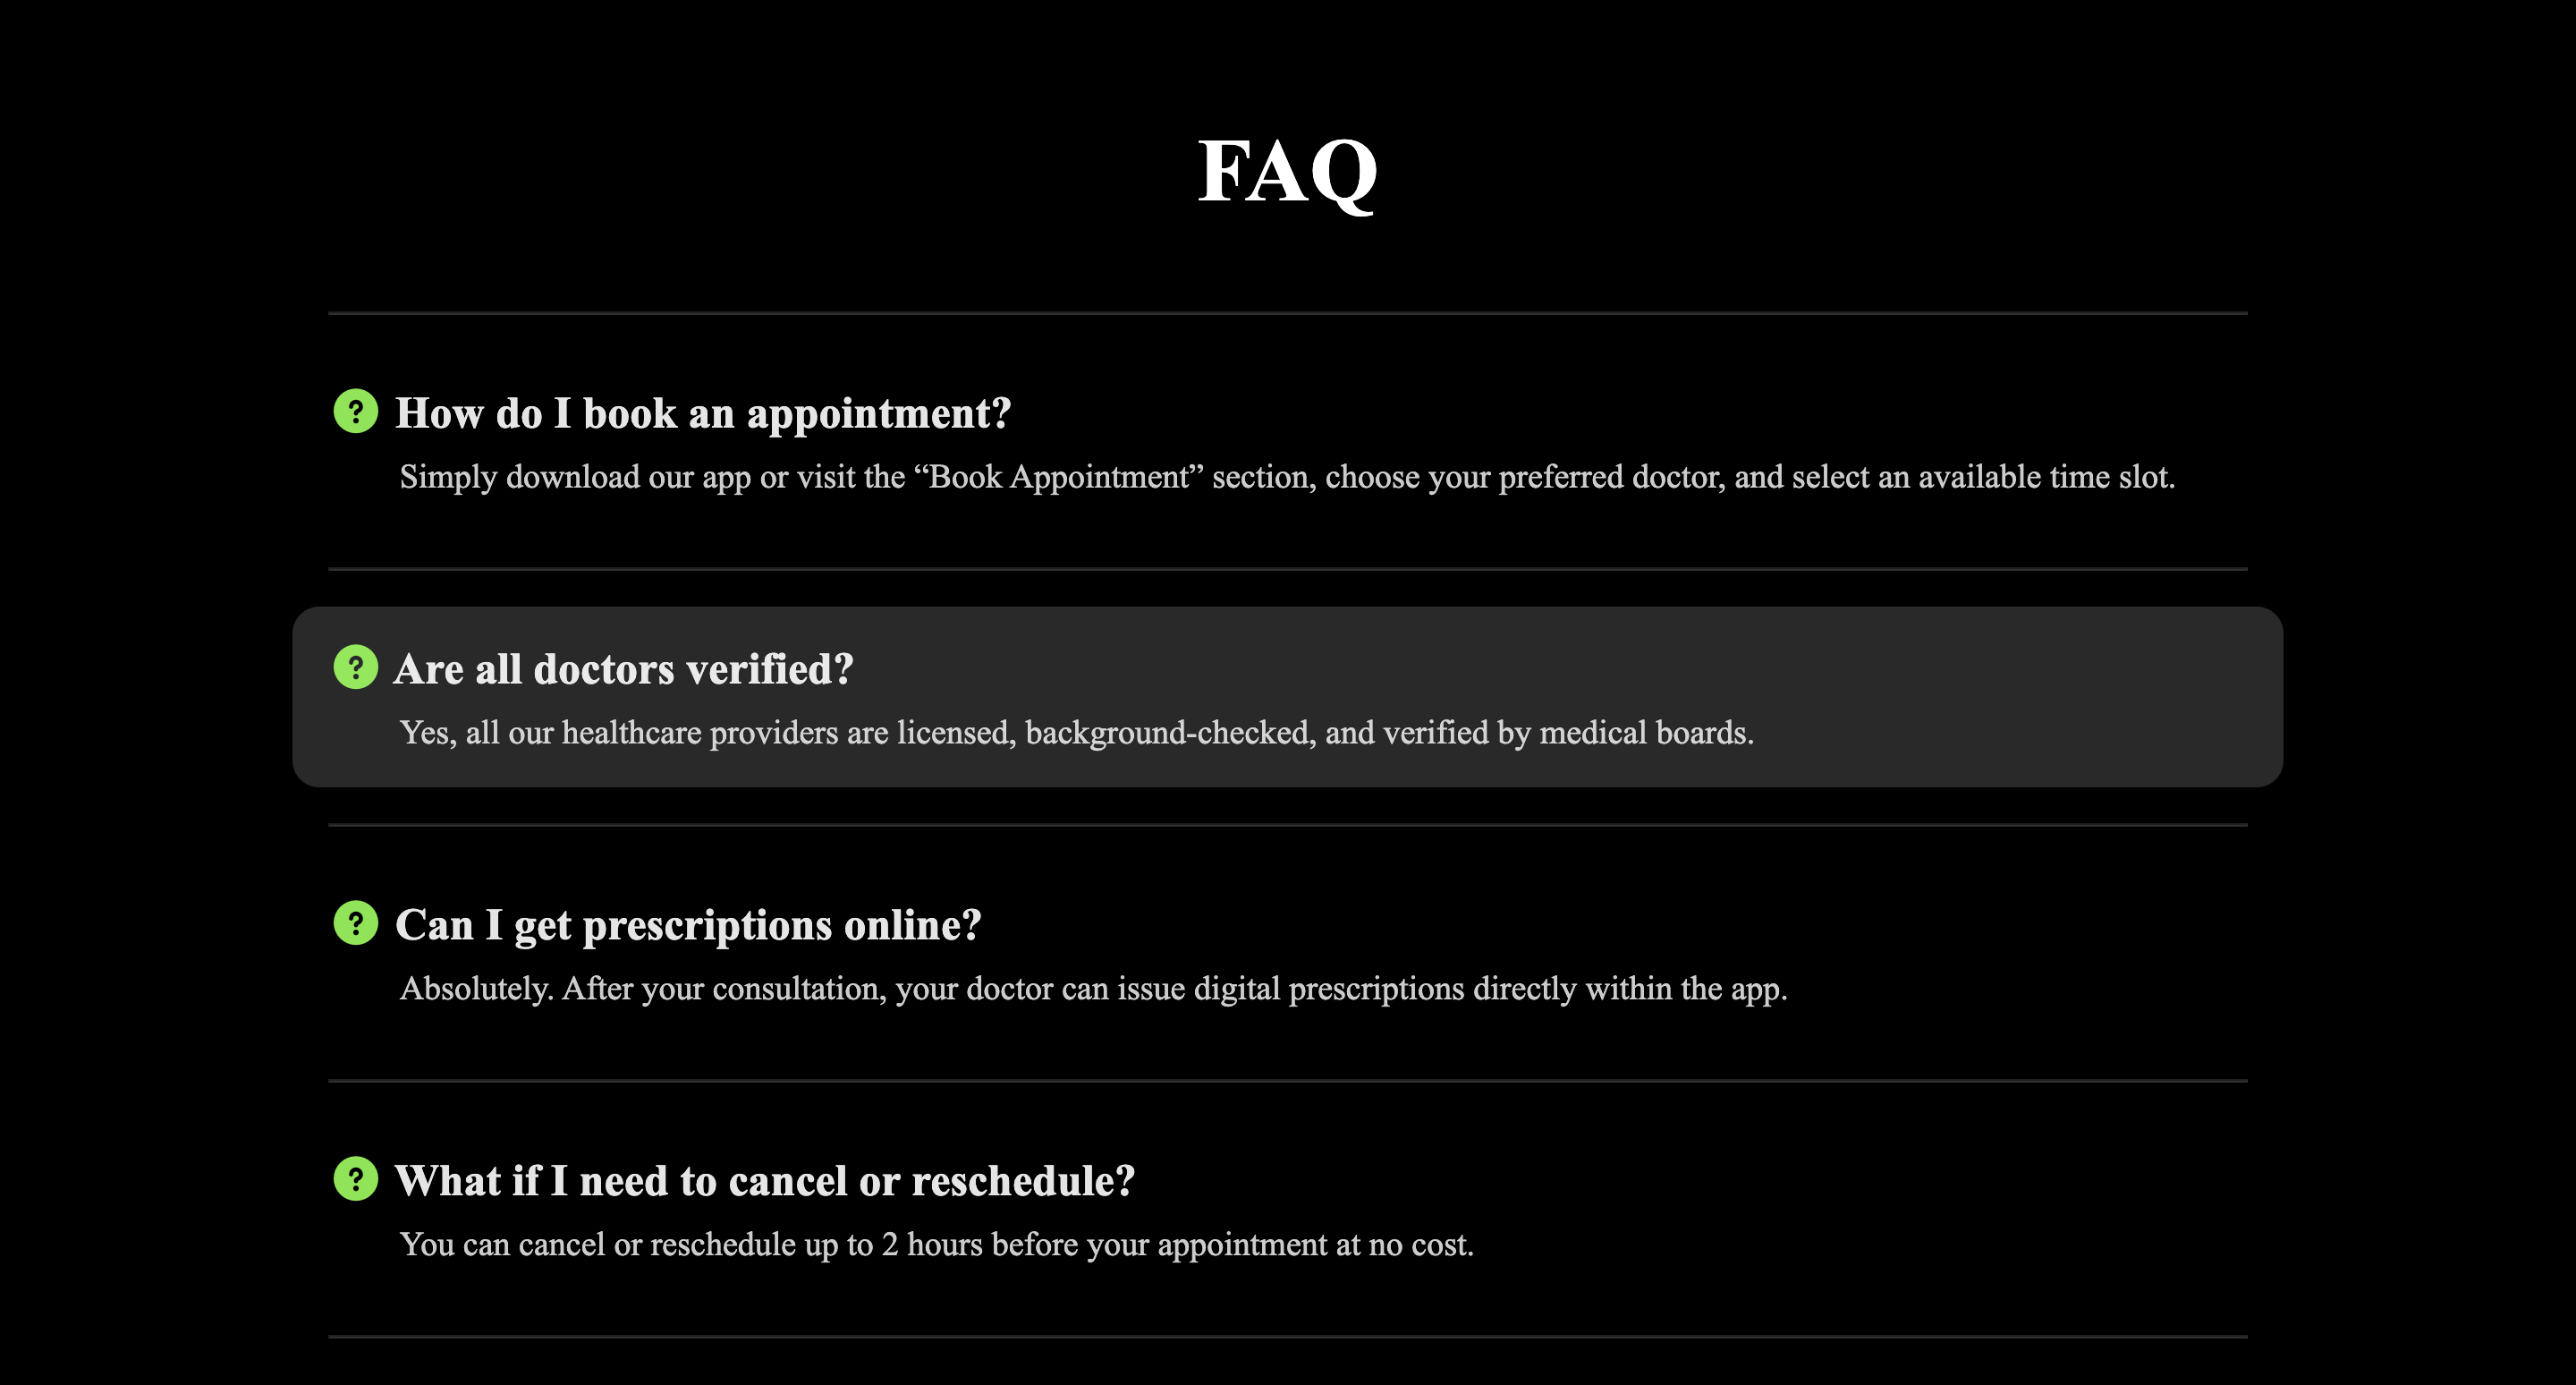 FAQ
? How do I book an appointment?
Simply download our app or visit the “Book Appointment” section, choose your preferred doctor, and select an available time slot.
? Are all doctors verified?
Yes, all our healthcare providers are licensed, background-checked, and verified by medical boards.
? Can I get prescriptions online?
Absolutely. After your consultation, your doctor can issue digital prescriptions directly within the app.
? What if I need to cancel or reschedule?
You can cancel or reschedule up to 2 hours before your appointment at no cost.